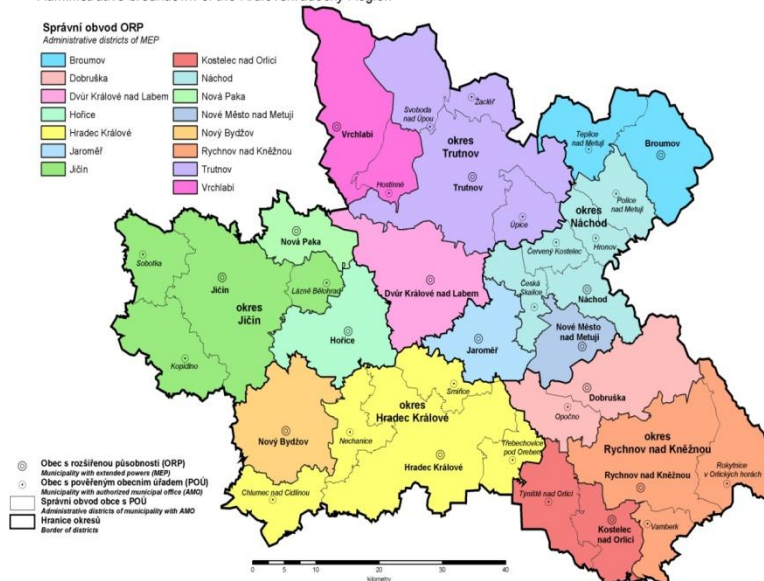 Administrative breakdown of the Královéhradecký Region
Správní obvod ORP
Administrative districts of MEP
Broumov
Dobruška
Dvůr Králové nad Labem
Hořice
Hradec Králové
Jaroměř
Jičín
Kostelec nad Orlicí
Náchod
Nová Paka
Nové Město nad Metují
Nový Bydžov
Rychnov nad Kněžnou
Trutnov
Vrchlabí
Vrchlabí
Hostinné
Svoboda
nad Úpou
Žacléř
okres
Trutnov
Trutnov
Úpice
Teplice
nad Metují
Broumov
Police
nad Metují
okres
Náchod
Hronov
Červený Kostelec
Česká
Skalice
Náchod
Nové Město
nad Metují
Nová Paka
Sobotka
Jičín
Lázně Bělohrad
okres
Jičín
Kopidlno
Hořice
Dvůr Králové nad Labem
Jaroměř
Nový Bydžov
Chlumec nad Cidlinou
Nechanice
okres
Hradec Králové
Smiřice
Hradec Králové
Třebechovice
pod Orebem
Dobruška
Opočno
okres
Rychnov nad Kněžnou
Rychnov nad Kněžnou
Rokytnice
v Orlických horách
Týniště nad Orlicí
Kostelec
nad Orlicí
Vamberk
Obec s rozšířenou působností (ORP)
Municipality with extended powers (MEP)
Obec s pověřeným obecním úřadem (POÚ)
Municipality with authorized municipal office (AMO)
Správní obvod obce s POÚ
Administrative districts of municipality with AMO
Hranice okresů
Border of districts
0 5 10 20 30 40
kilometry